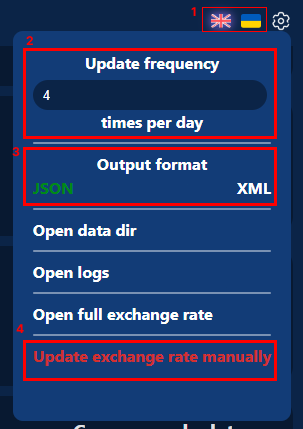 1
2
Update frequency
4
times per day
3
Output format
JSON XML
Open data dir
Open logs
Open full exchange rate
4
Update exchange rate manually